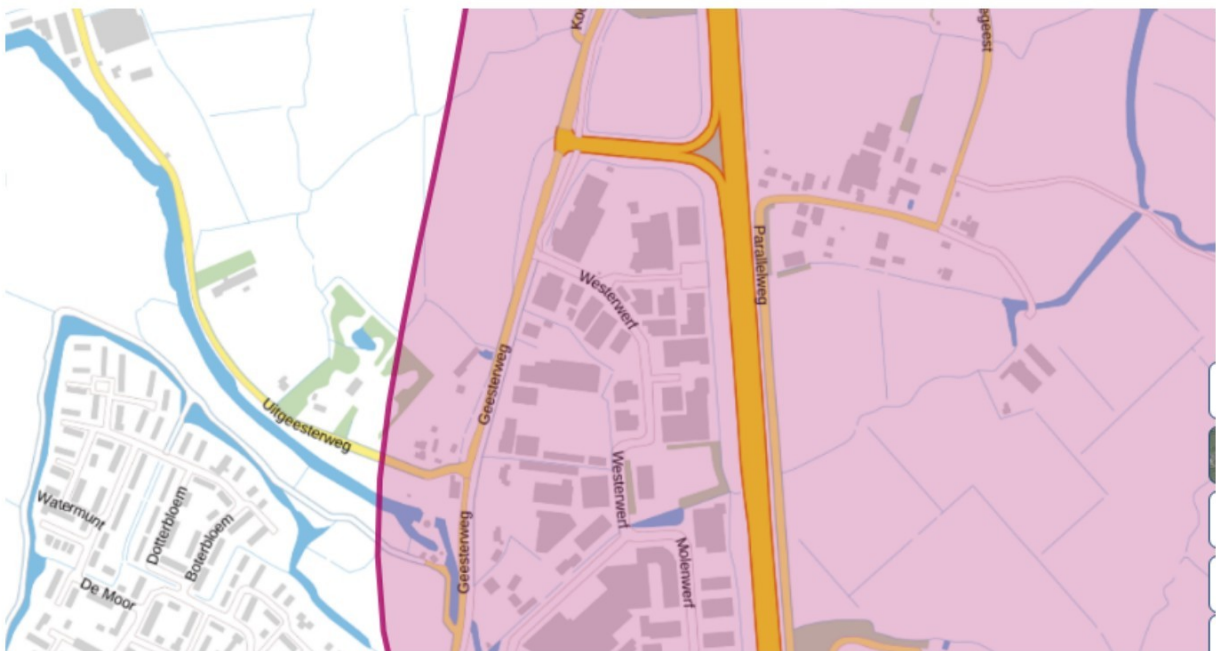 Parallelweg
Westerwerf
Geesterweg
Uitgeesterweg
Westerwerf
Watermunt
Dotterbloem
Boterbloem
Geesterweg
Molenwerf
De Moor